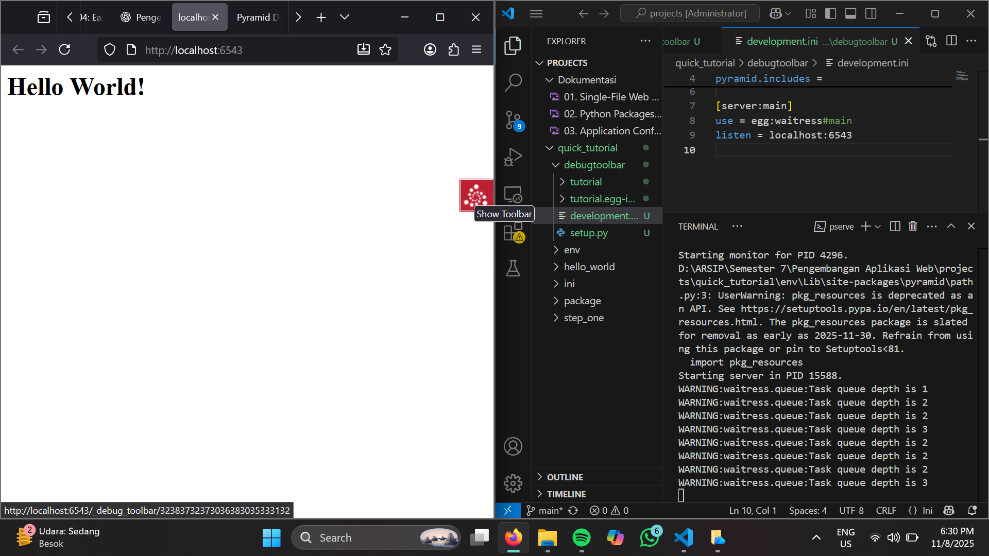 04: Ea
Penge
localhos
Pyramid D
http://localhost:6543
Hello World!
Show Toolbar
http://localhost:6543/_debug_toolbar/323837323730363830353333132
projects [Administrator]
EXPLORER
PROJECTS
Dokumentasi
01. Single-File Web ...
02. Python Packages...
03. Application Conf...
quick_tutorial
debugtoolbar
tutorial
tutorial.egg-i...
development.... U
setup.py U
env
hello_world
ini
package
step_one
OUTLINE
TIMELINE
9
toolbar U
development.ini ...\debugtoolbar U
quick_tutorial > debugtoolbar > development.ini
4 pyramid.includes =
6
7 [server:main]
8 use = egg:waitress#main
9 listen = localhost:6543
10
TERMINAL
pserve
Starting monitor for PID 4296.
D:\ARSIP\Semester 7\Pengembangan Aplikasi Web\projec
ts\quick_tutorial\env\Lib\site-packages\pyramid\path
.py:3: UserWarning: pkg_resources is deprecated as a
n API. See https://setuptools.pypa.io/en/latest/pkg_
resources.html. The pkg_resources package is slated
for removal as early as 2025-11-30. Refrain from usi
ng this package or pin to Setuptools<81.
import pkg_resources
Starting server in PID 15588.
WARNING:waitress.queue:Task queue depth is 1
WARNING:waitress.queue:Task queue depth is 2
WARNING:waitress.queue:Task queue depth is 2
WARNING:waitress.queue:Task queue depth is 3
WARNING:waitress.queue:Task queue depth is 2
WARNING:waitress.queue:Task queue depth is 2
WARNING:waitress.queue:Task queue depth is 2
WARNING:waitress.queue:Task queue depth is 3
main*
0 0
Ln 10, Col 1
Spaces: 4
UTF-8
CRLF
{} Ini
2
Udara: Sedang
Besok
Search
6
ENG
US
6:30 PM
11/8/2025